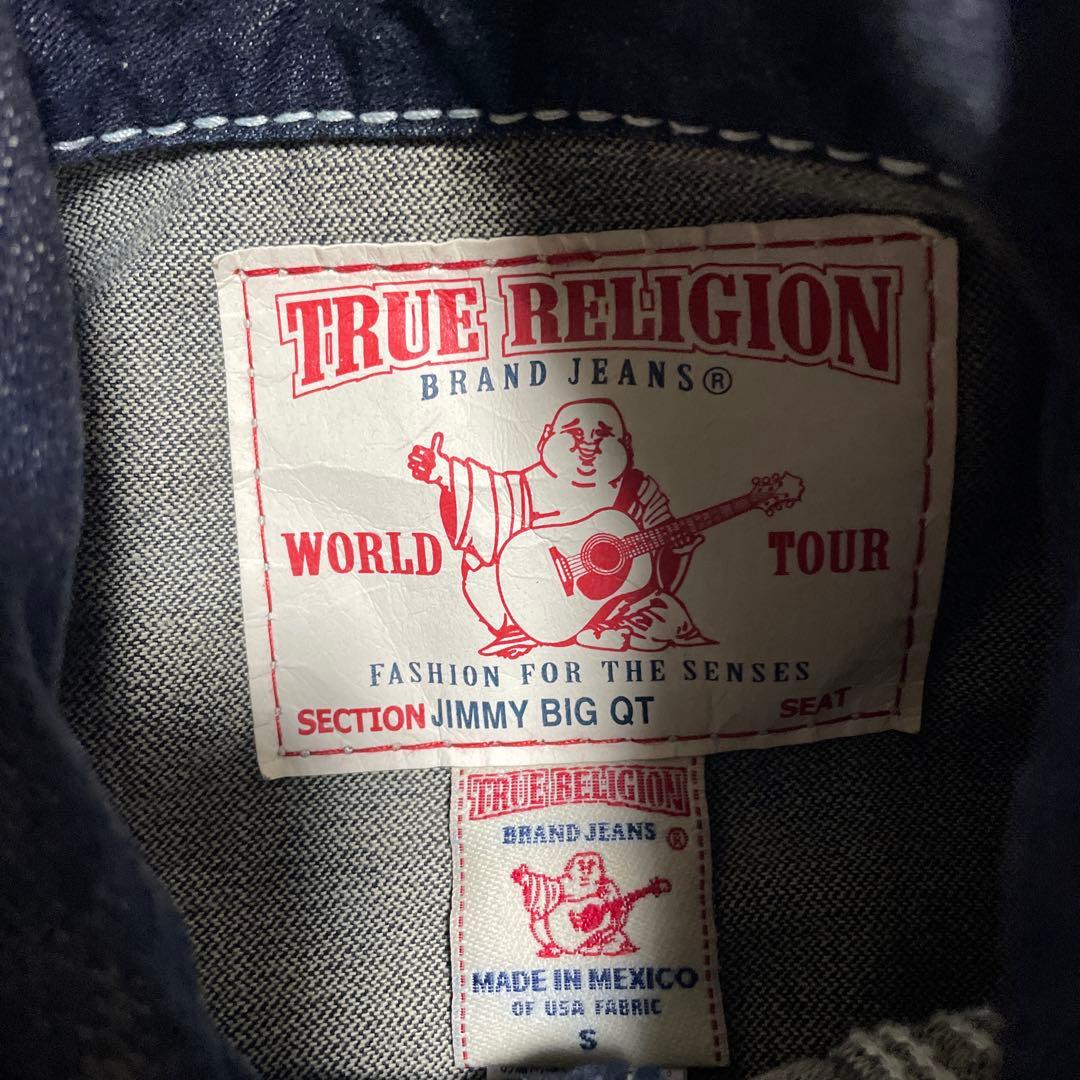 TRUE RELIGION
BRAND JEANS®
WORLD TOUR
FASHION FOR THE SENSES
SECTION JIMMY BIG QT SEAT
TRUE RELIGION
BRAND JEANS ®
MADE IN MEXICO
OF USA FABRIC
S